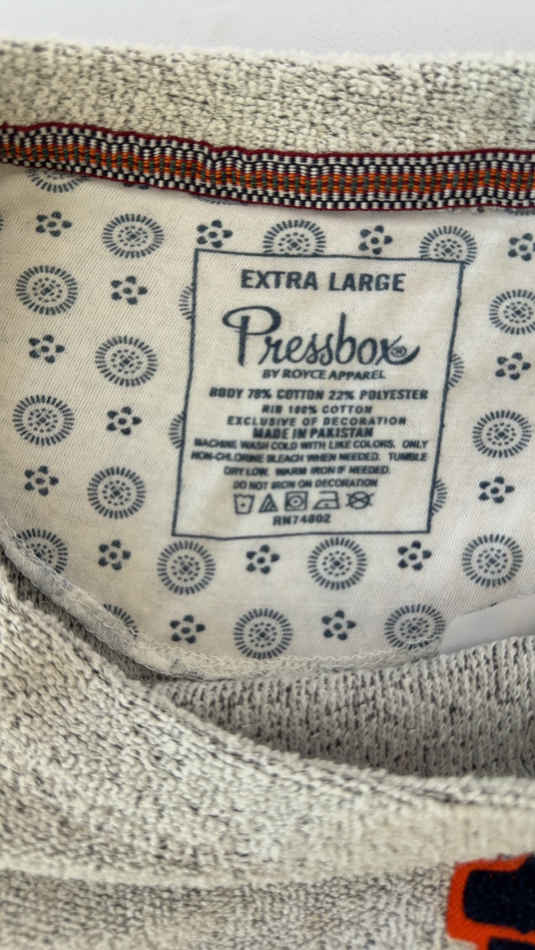 EXTRA LARGE
Pressbox®
BY ROYCE APPAREL
BODY 78% COTTON 22% POLYESTER
RIB 100% COTTON
EXCLUSIVE OF DECORATION
MADE IN PAKISTAN
MACHINE WASH COLD WITH LIKE COLORS. ONLY
NON-CHLORINE BLEACH WHEN NEEDED. TUMBLE
DRY LOW. WARM IRON IF NEEDED.
DO NOT IRON ON DECORATION
RN74802